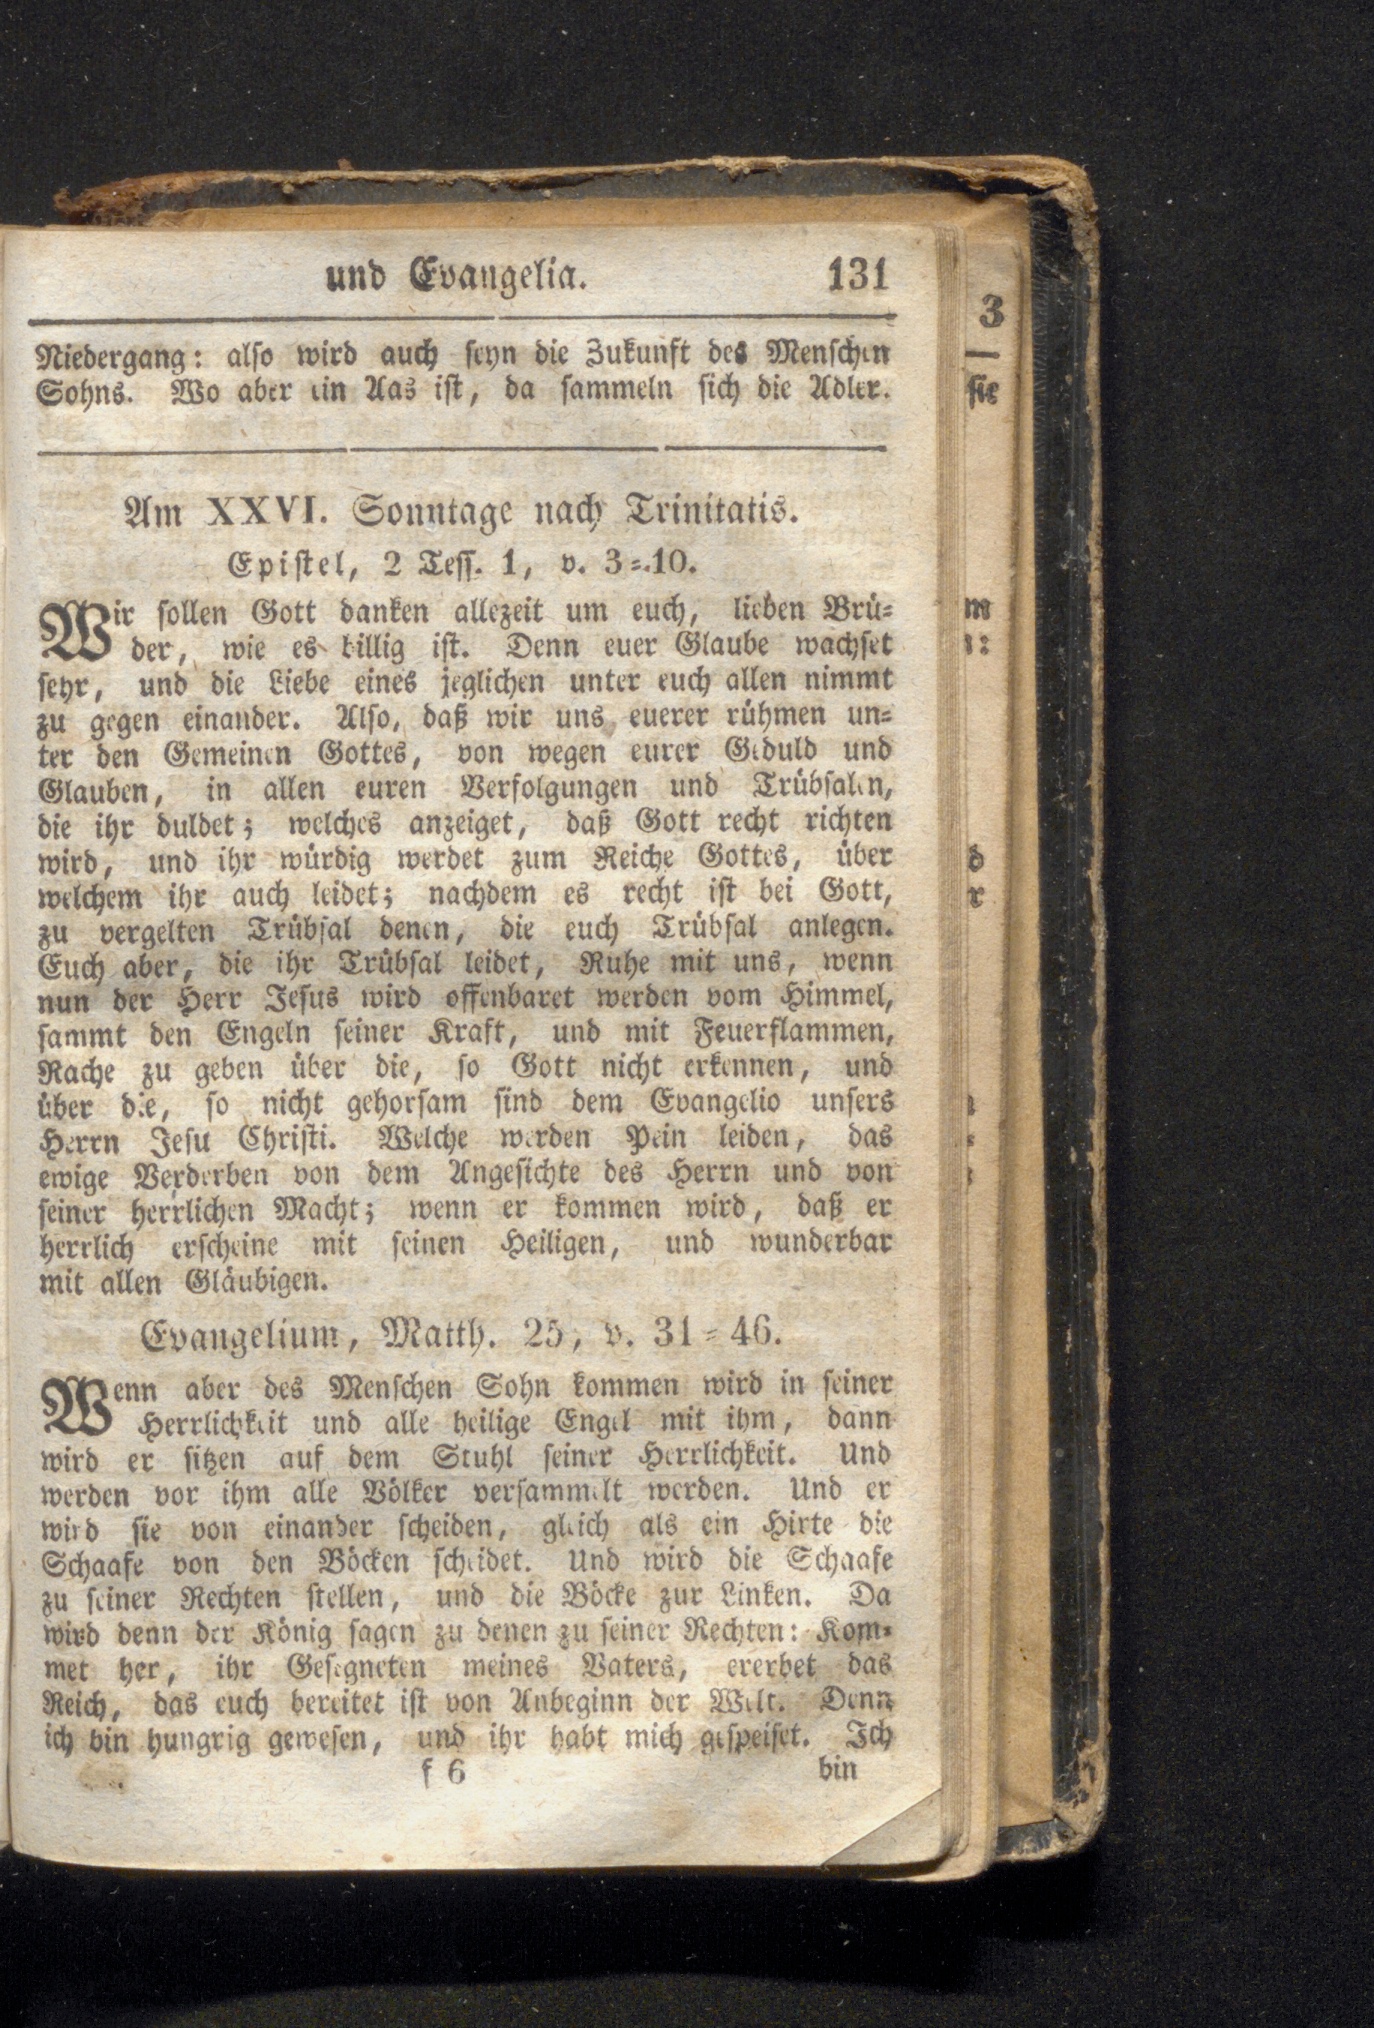 und Evangelia. 131
Niedergang: also wird auch seyn die Zukunft des Menschen
Sohns. Wo aber ein Aas ist, da sammeln sich die Adler.
Am XXVI. Sonntage nach Trinitatis.
Epistel, 2 Tess. 1, v. 3=.10.
Wir sollen Gott danken allezeit um euch, lieben Brü=
der, wie es billig ist. Denn euer Glaube wachset
sehr, und die Liebe eines jeglichen unter euch allen nimmt
zu gegen einander. Also, daß wir uns euerer rühmen un=
ter den Gemeinen Gottes, von wegen eurer Geduld und
Glauben, in allen euren Verfolgungen und Trübsalen,
die ihr duldet; welches anzeiget, daß Gott recht richten
wird, und ihr würdig werdet zum Reiche Gottes, über
welchem ihr auch leidet; nachdem es recht ist bei Gott,
zu vergelten Trübsal denen, die euch Trübsal anlegen.
Euch aber, die ihr Trübsal leidet, Ruhe mit uns, wenn
nun der Herr Jesus wird offenbaret werden vom Himmel,
sammt den Engeln seiner Kraft, und mit Feuerflammen,
Rache zu geben über die, so Gott nicht erkennen, und
über die, so nicht gehorsam sind dem Evangelio unsers
Herrn Jesu Christi. Welche werden Pein leiden, das
ewige Verderben von dem Angesichte des Herrn und von
seiner herrlichen Macht; wenn er kommen wird, daß er
herrlich erscheine mit seinen Heiligen, und wunderbar
mit allen Gläubigen.
Evangelium, Matth. 25, v. 31=46.
Wenn aber des Menschen Sohn kommen wird in seiner
Herrlichkeit und alle heilige Engel mit ihm, dann
wird er sitzen auf dem Stuhl seiner Herrlichkeit. Und
werden vor ihm alle Völker versammelt werden. Und er
wird sie von einander scheiden, gleich als ein Hirte die
Schaafe von den Böcken scheidet. Und wird die Schaafe
zu seiner Rechten stellen, und die Böcke zur Linken. Da
wird denn der König sagen zu denen zu seiner Rechten: Kom=
met her, ihr Gesegneten meines Vaters, ererbet das
Reich, das euch bereitet ist von Anbeginn der Welt. Denn
ich bin hungrig gewesen, und ihr habt mich gespeiset. Ich
f 6 bin
3
sie
m
n:
d
r